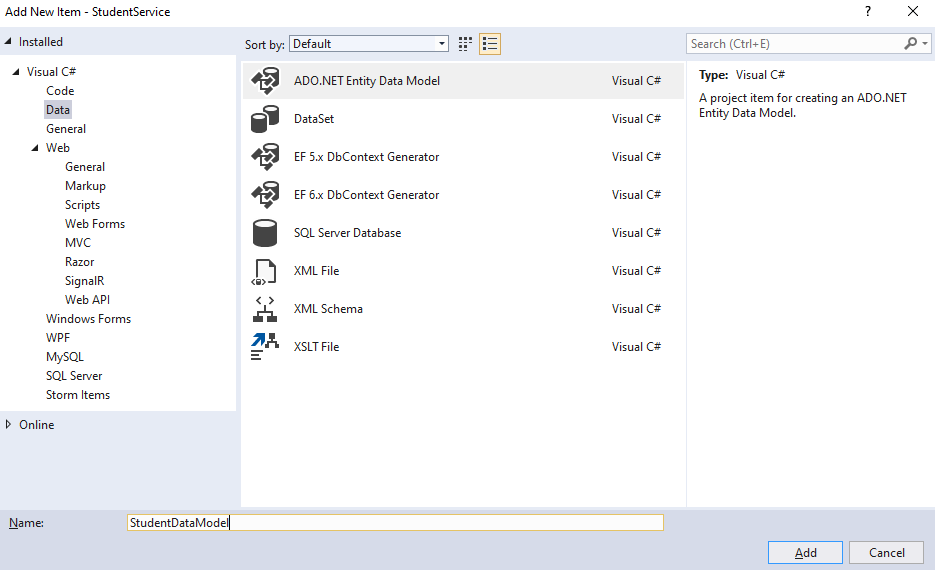 Add New Item - StudentService
?
Installed
Sort by: Default
Search (Ctrl+E)
Visual C#
Code
Data
General
Web
General
Markup
Scripts
Web Forms
MVC
Razor
SignalR
Web API
Windows Forms
WPF
MySQL
SQL Server
Storm Items
Online
ADO.NET Entity Data Model Visual C#
DataSet Visual C#
EF 5.x DbContext Generator Visual C#
EF 6.x DbContext Generator Visual C#
SQL Server Database Visual C#
XML File Visual C#
XML Schema Visual C#
XSLT File Visual C#
Type: Visual C#
A project item for creating an ADO.NET
Entity Data Model.
Name: StudentDataModel
Add Cancel